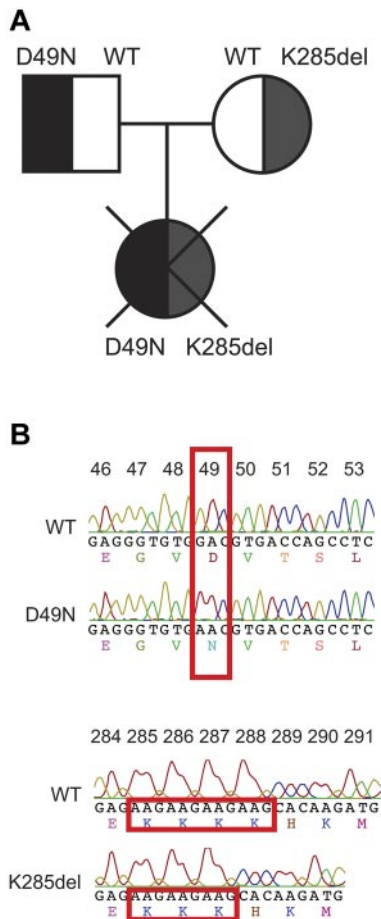 A
D49N WT WT K285del
D49N K285del
B
46 47 48 49 50 51 52 53
WT
GAGGGTGTGGACGTGACCAGCCTC
E G V D V T S L
D49N
GAGGGTGTGAACGTGACCAGCCTC
E G V N V T S L
284 285 286 287 288 289 290 291
WT
GAGAAGAAGAAGAAGCACAAGATG
E K K K K H K M
K285del
GAGAAGAAGAAGCACAAGATG
E K K K H K M